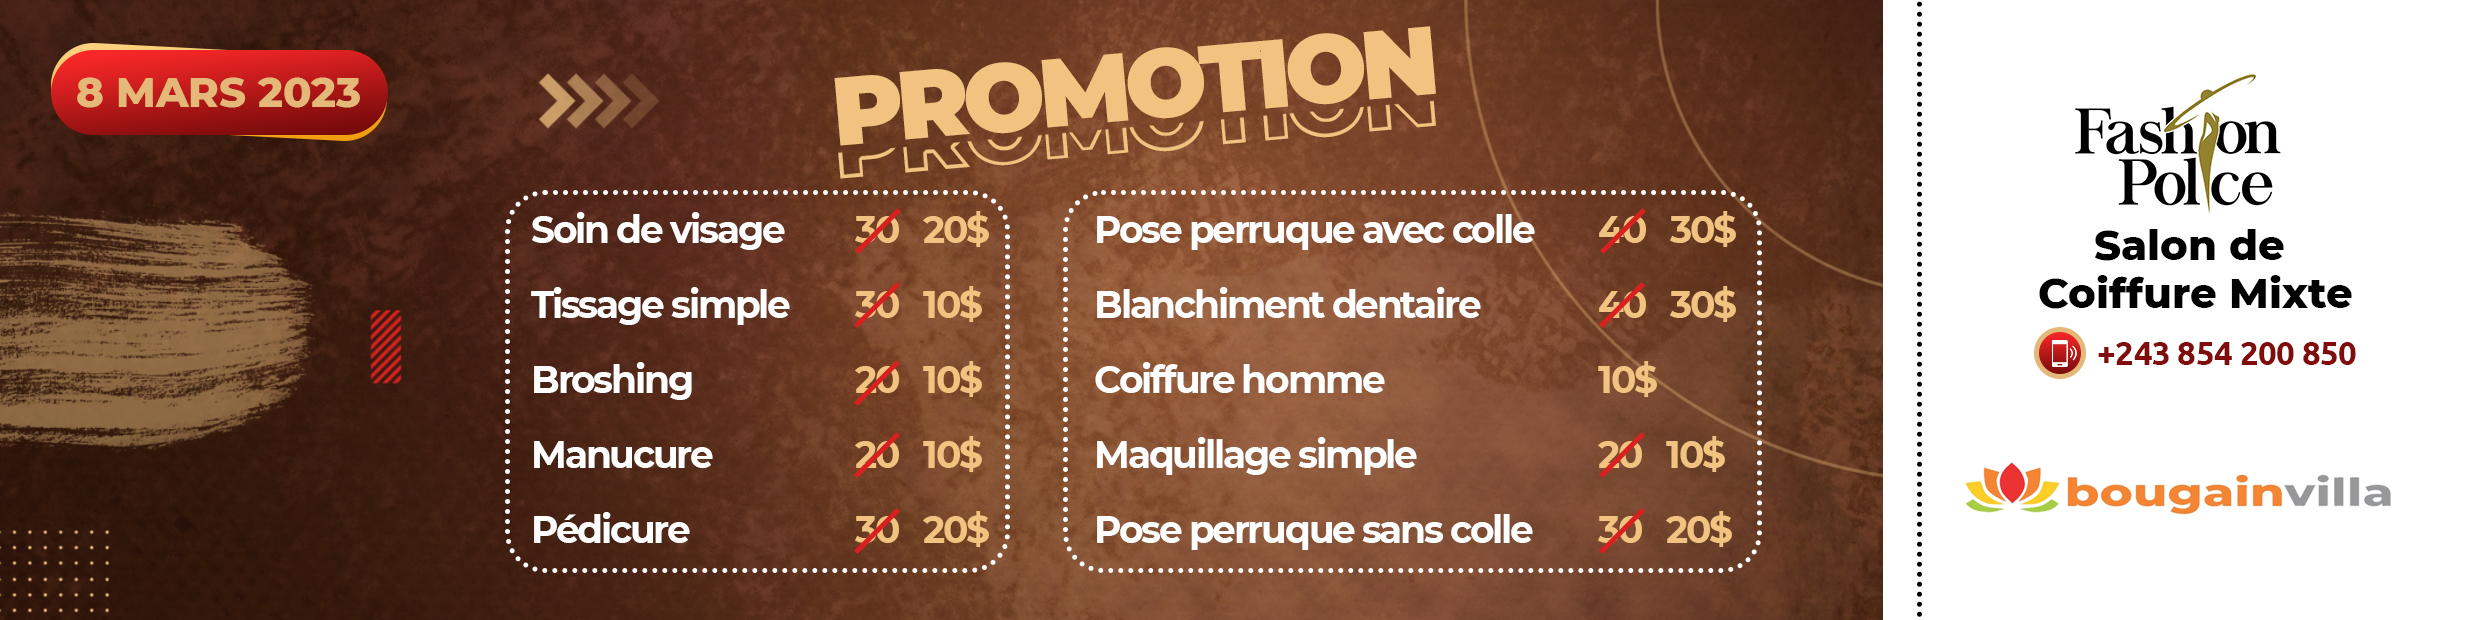 8 MARS 2023
PROMOTION
Soin de visage 30 20$
Tissage simple 30 10$
Broshing 20 10$
Manucure 20 10$
Pédicure 30 20$
Pose perruque avec colle 40 30$
Blanchiment dentaire 40 30$
Coiffure homme 10$
Maquillage simple 20 10$
Pose perruque sans colle 30 20$
Fashion
Police
Salon de
Coiffure Mixte
+243 854 200 850
bougainvilla